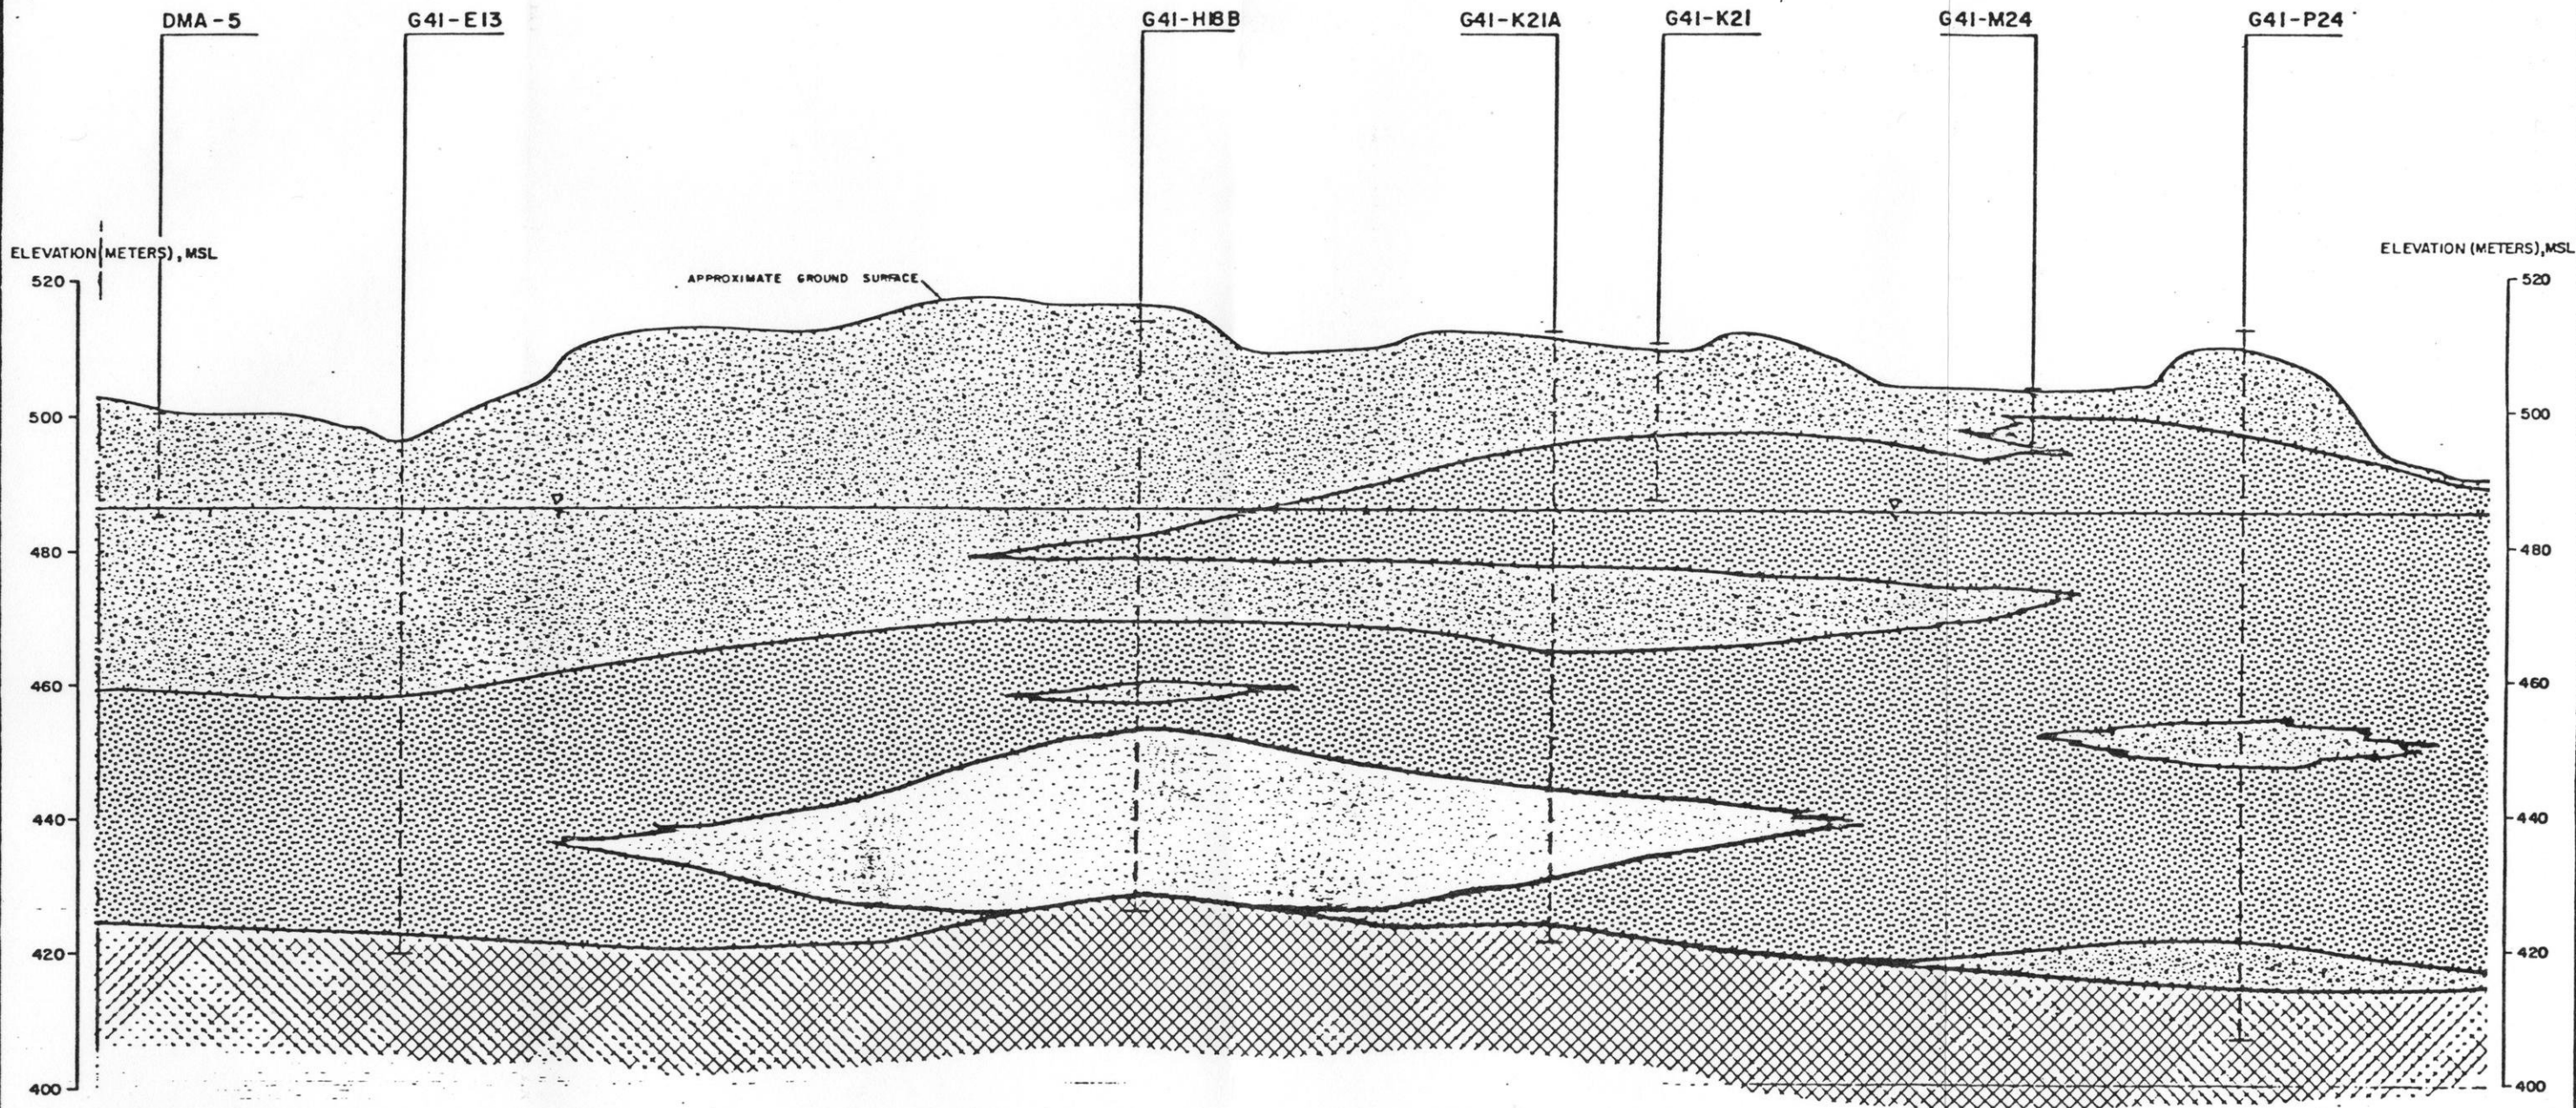 DMA-5 G41-E13 G41-H18B G41-K21A G41-K21 G41-M24 G41-P24
ELEVATION (METERS), MSL ELEVATION (METERS), MSL
APPROXIMATE GROUND SURFACE
520 520
500 500
480 480
460 460
440 440
420 420
400 400